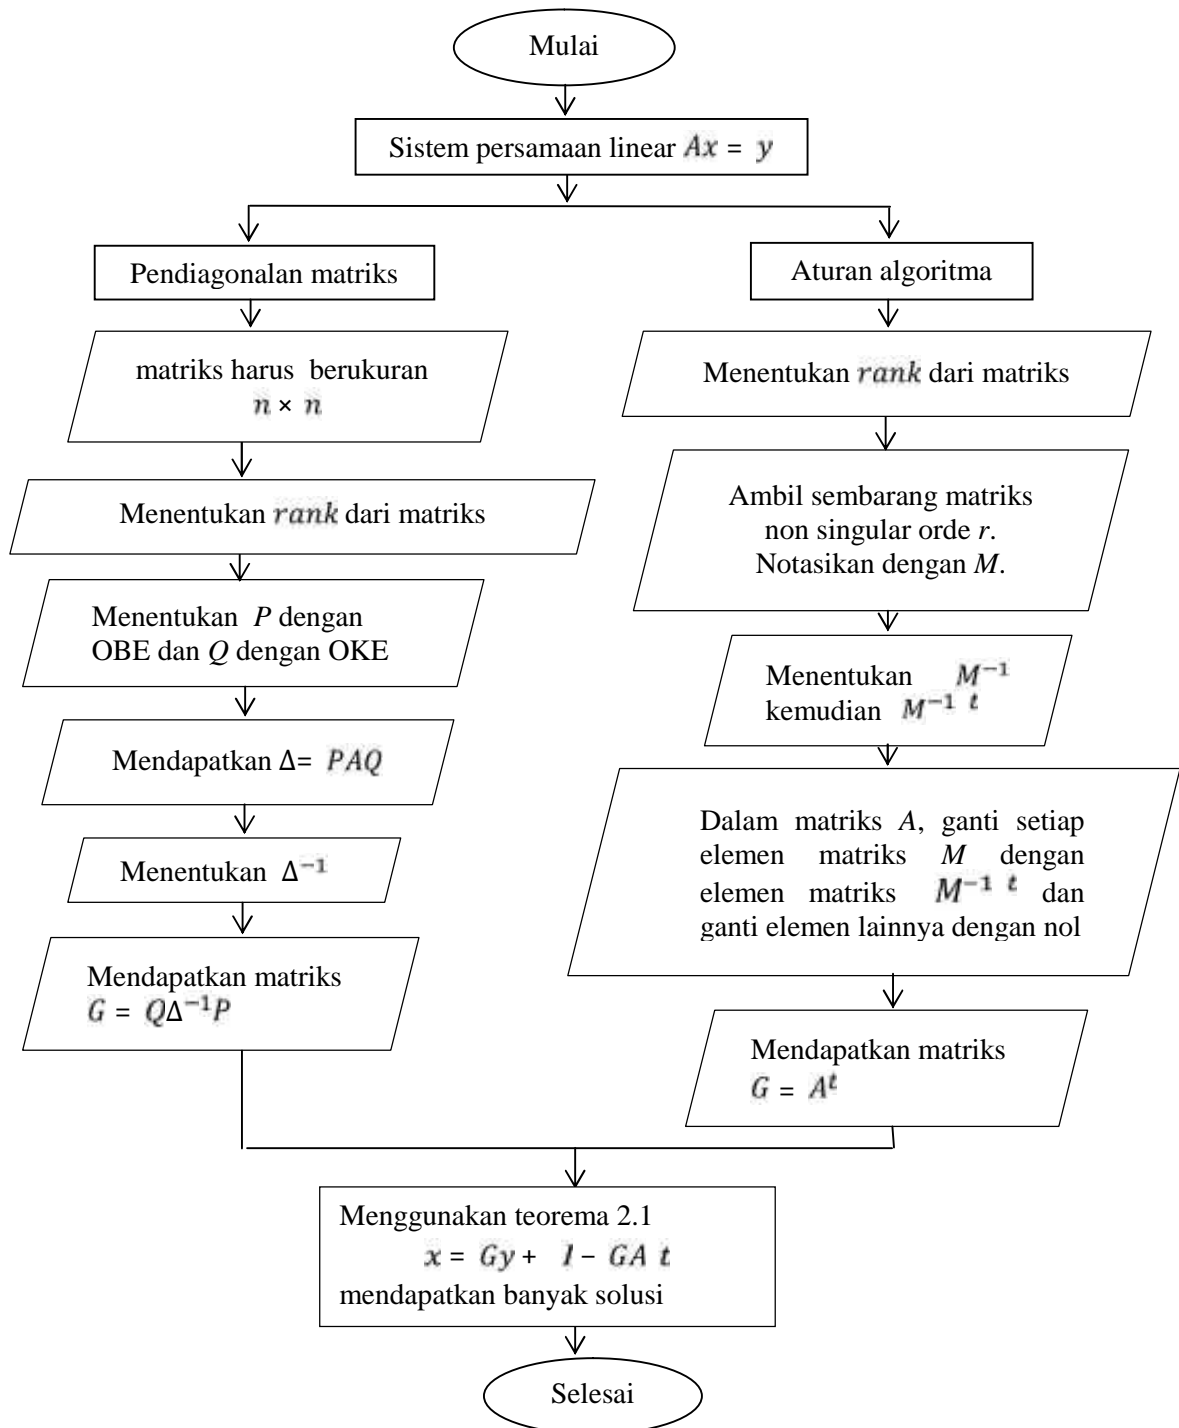 Mulai
Sistem persamaan linear Ax = y
Pendiagonalan matriks
matriks harus berukuran
n × n
Menentukan rank dari matriks
Menentukan P dengan
OBE dan Q dengan OKE
Mendapatkan Δ= PAQ
Menentukan Δ⁻¹
Mendapatkan matriks
G = QΔ⁻¹P
Aturan algoritma
Menentukan rank dari matriks
Ambil sembarang matriks
non singular orde r.
Notasikan dengan M.
Menentukan M⁻¹
kemudian M⁻¹ ᵗ
Dalam matriks A, ganti setiap
elemen matriks M dengan
elemen matriks M⁻¹ ᵗ dan
ganti elemen lainnya dengan nol
Mendapatkan matriks
G = Aᵗ
Menggunakan teorema 2.1
x = Gy + I − GA t
mendapatkan banyak solusi
Selesai